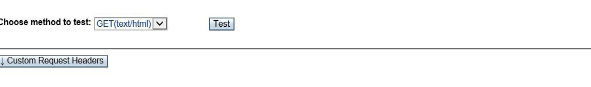 Choose method to test: GET(text/html) Test
↓ Custom Request Headers